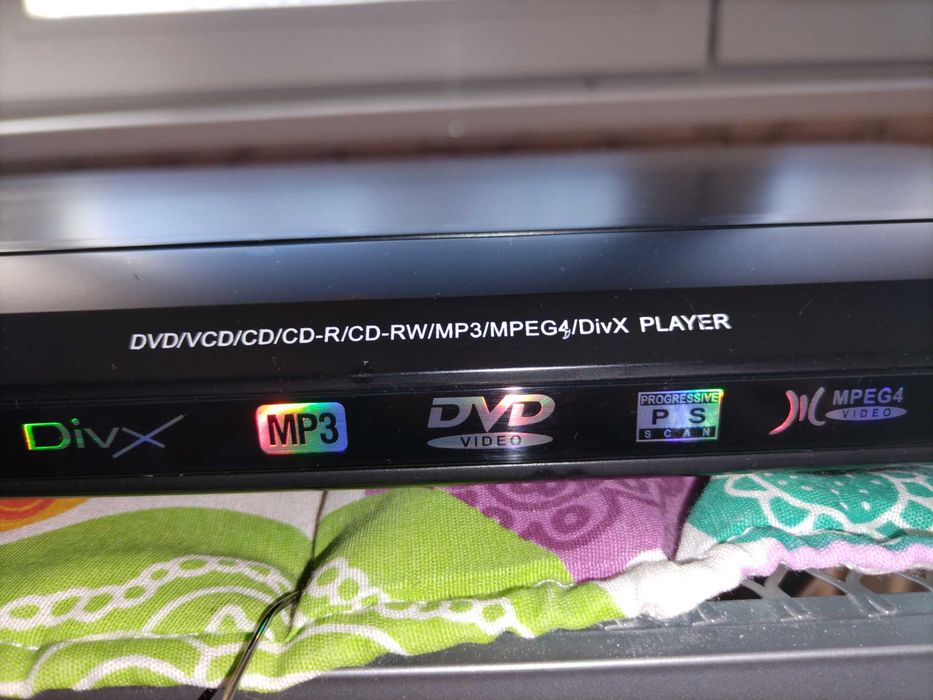 DVD/VCD/CD/CD-R/CD-RW/MP3/MPEG4/DivX PLAYER
DivX
MP3
DVD
VIDEO
PROGRESSIVE
P S
SCAN
MPEG4
VIDEO